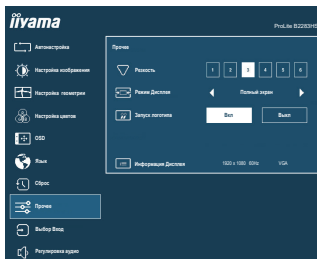 iiyama
ProLite B2283HS
Автонастройка
Настройка изображения
Настройка геометрии
Настройка цветов
OSD
Язык
Сброс
Прочее
Выбор Вход
Регулировка аудио
Прочее
Резкость
1 2 3 4 5 6
Режим Дисплея
Полный экран
Запуск логотипа
Вкл Выкл
Информация Дисплея
1920 x 1080 60Hz VGA